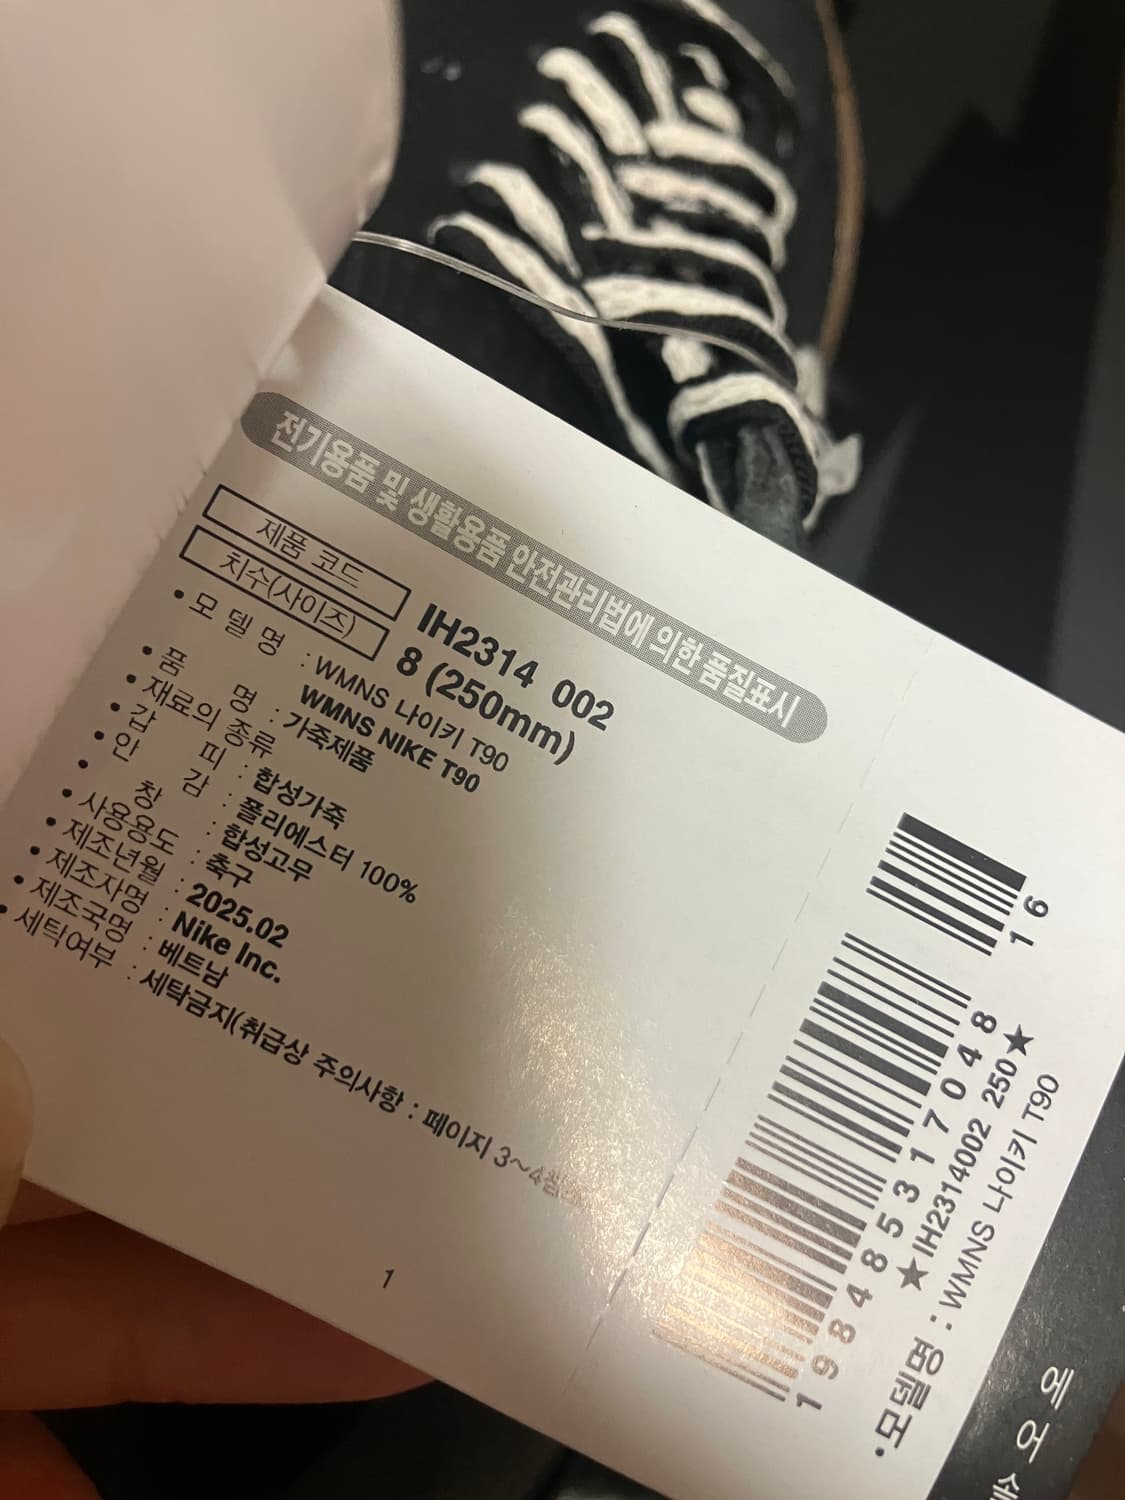 전기용품 및 생활용품 안전관리법에 의한 품질표시
제품 코드 IH2314 002
치수(사이즈) 8 (250mm)
• 모 델 명 : WMNS 나이키 T90
WMNS NIKE T90
• 품 명 : 가죽제품
• 재료의 종류
• 갑 피 : 합성가죽
• 안 감 : 폴리에스터 100%
• 창 : 합성고무
• 사용용도 : 축구
• 제조년월 : 2025.02
• 제조자명 : Nike Inc.
• 제조국명 : 베트남
• 세탁여부 : 세탁금지(취급상 주의사항 : 페이지 3~4
1
16
1 98485 31704 8
★IH2314002 250★
•모델명 : WMNS 나이키 T90
에
어